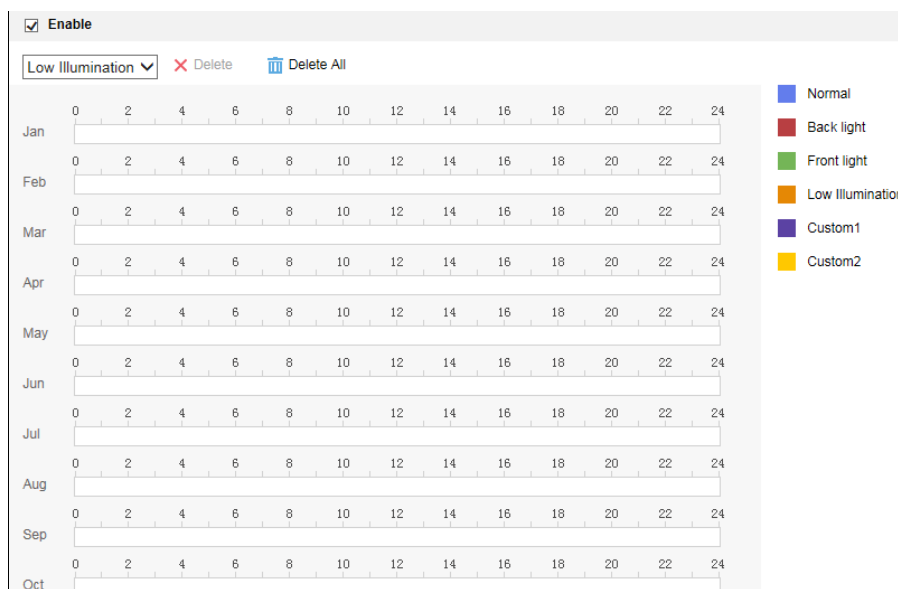 Enable
Low Illumination Delete Delete All
0 2 4 6 8 10 12 14 16 18 20 22 24
Jan
0 2 4 6 8 10 12 14 16 18 20 22 24
Feb
0 2 4 6 8 10 12 14 16 18 20 22 24
Mar
0 2 4 6 8 10 12 14 16 18 20 22 24
Apr
0 2 4 6 8 10 12 14 16 18 20 22 24
May
0 2 4 6 8 10 12 14 16 18 20 22 24
Jun
0 2 4 6 8 10 12 14 16 18 20 22 24
Jul
0 2 4 6 8 10 12 14 16 18 20 22 24
Aug
0 2 4 6 8 10 12 14 16 18 20 22 24
Sep
0 2 4 6 8 10 12 14 16 18 20 22 24
Oct
Normal
Back light
Front light
Low Illumination
Custom1
Custom2